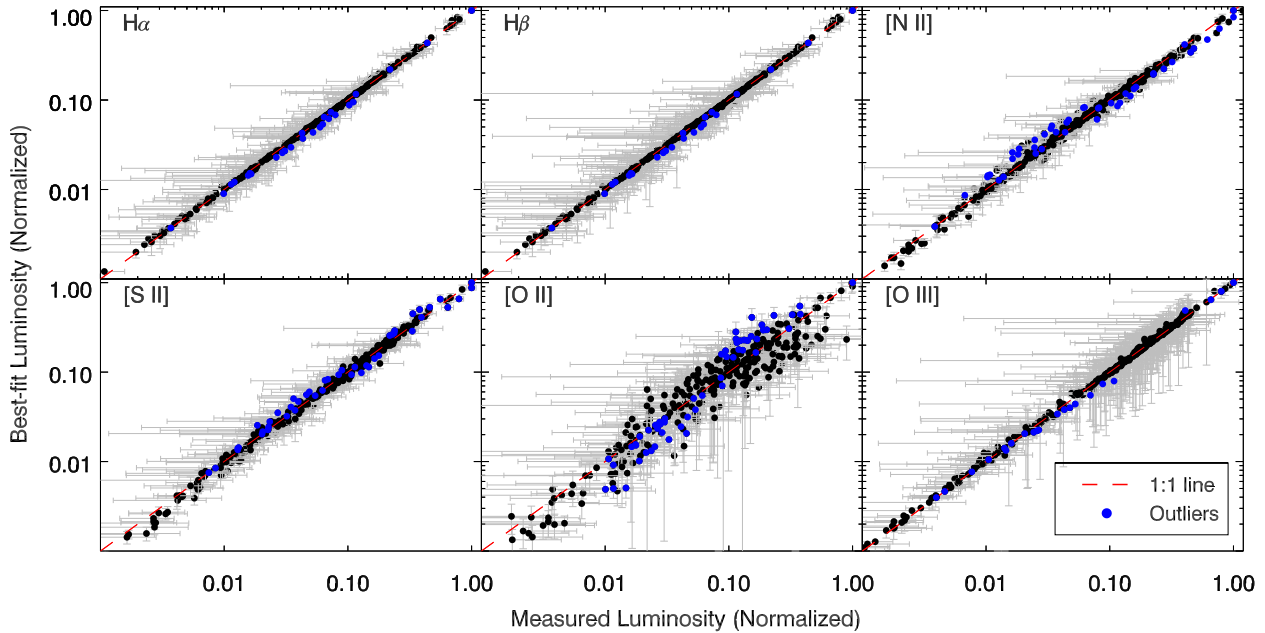 Hα
Hβ
[N II]
1.00
0.10
0.01
[S II]
[O II]
[O III]
1.00
0.10
0.01
1:1 line
Outliers
0.01 0.10 1.00 0.01 0.10 1.00 0.01 0.10 1.00
Measured Luminosity (Normalized)
Best-fit Luminosity (Normalized)